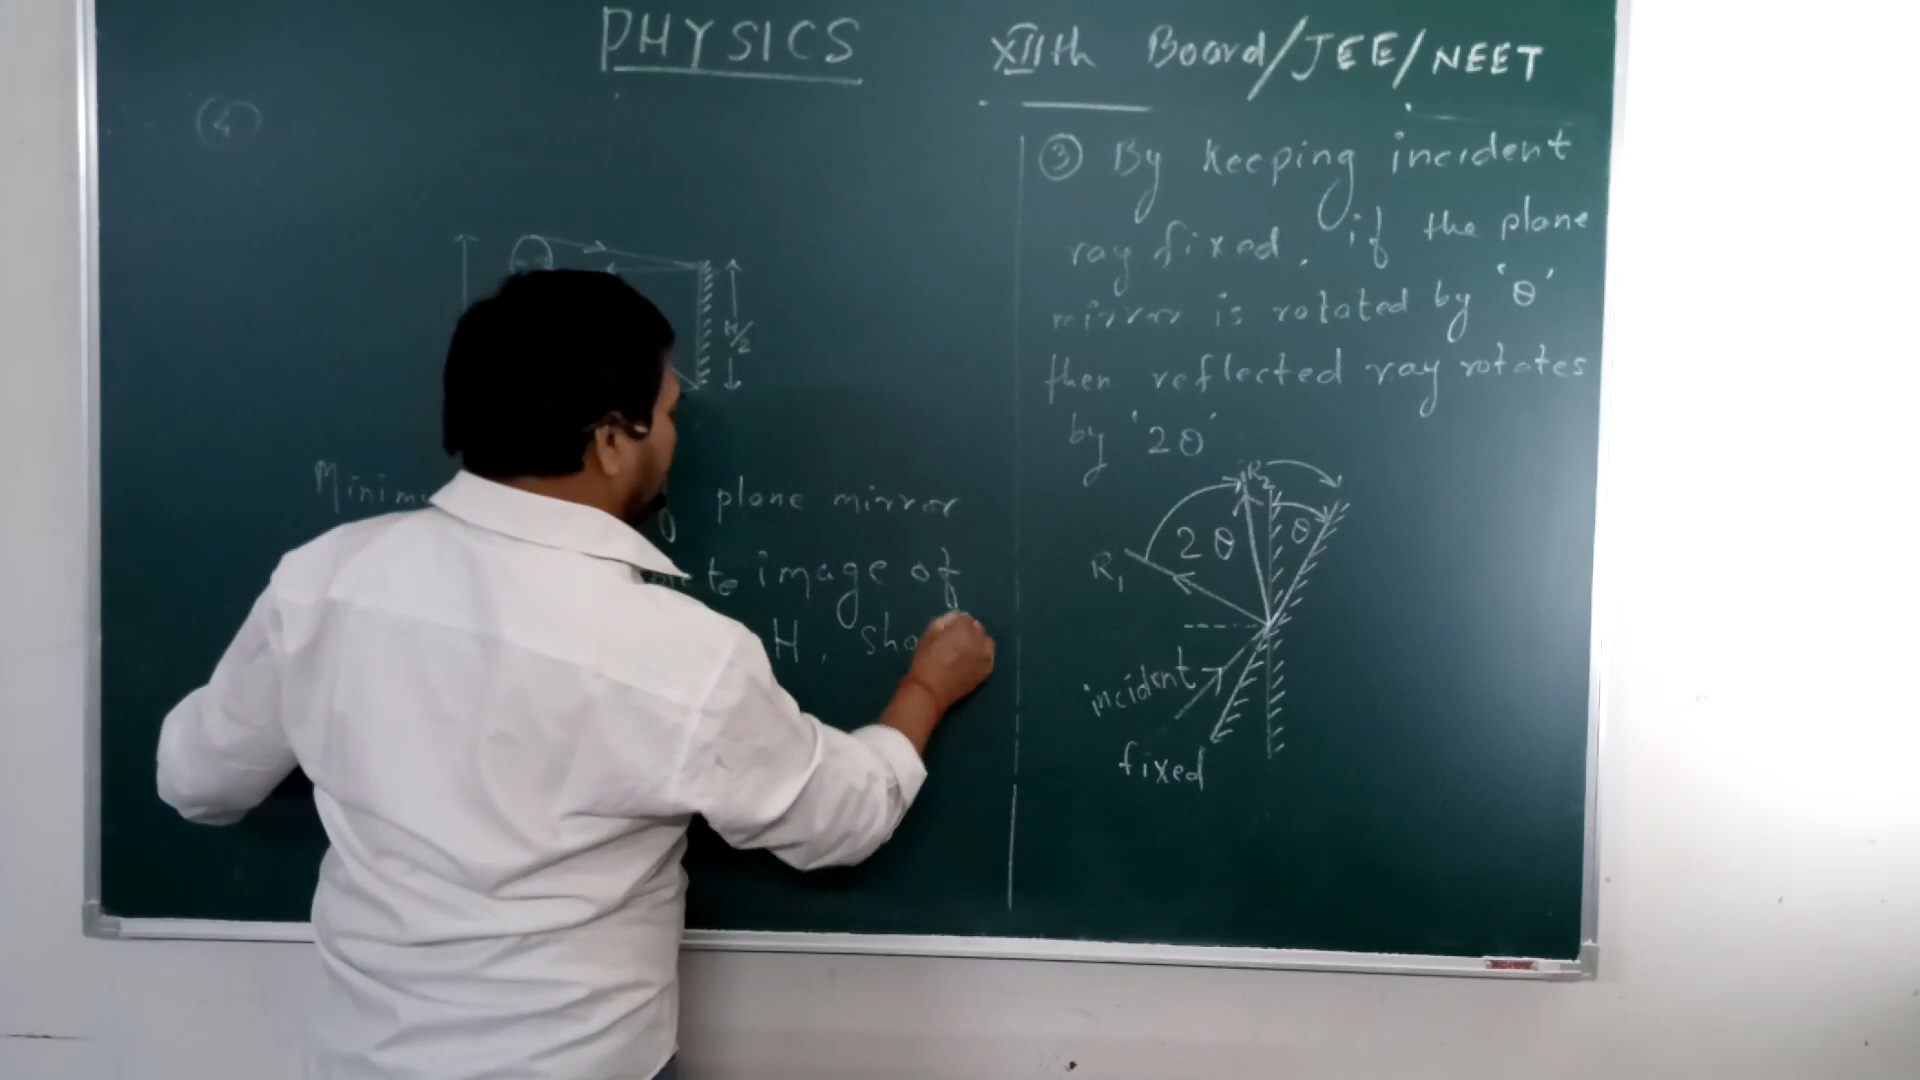 PHYSICS
XIIth Board/JEE/NEET
4
H/2
plane mirror
image of
H,
3 By keeping incident
ray fixed, if the plane
mirror is rotated by 'θ'
then reflected ray rotates
by '2θ'
R2
2θ
θ
R1
incident
fixed